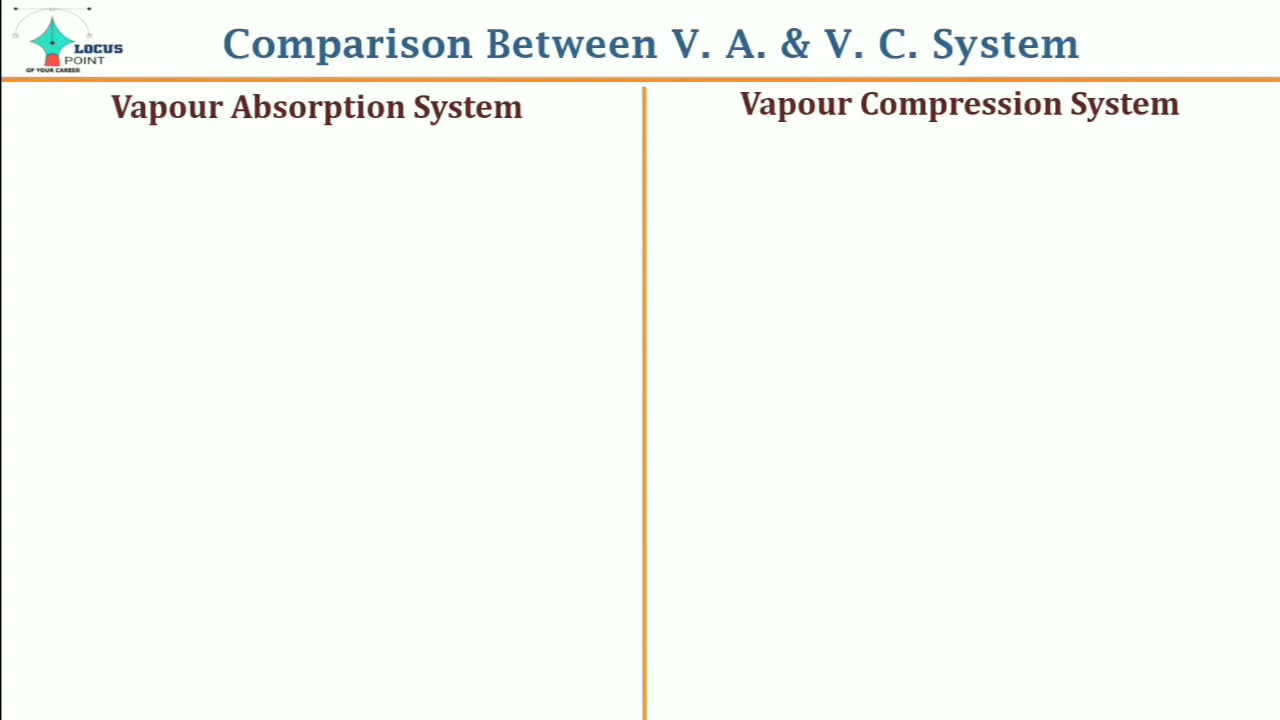 LOCUS
POINT
OF YOUR CAREER
Comparison Between V. A. & V. C. System
Vapour Absorption System
Vapour Compression System